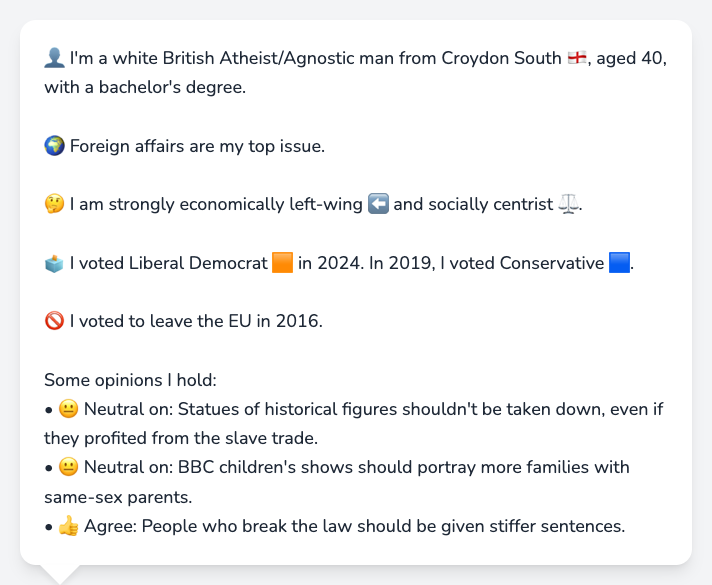 👤 I'm a white British Atheist/Agnostic man from Croydon South 🏴󠁧󠁢󠁥󠁮󠁧󠁿, aged 40,
with a bachelor's degree.
🌍 Foreign affairs are my top issue.
🤔 I am strongly economically left-wing ⬅️ and socially centrist ⚖️.
🗳️ I voted Liberal Democrat 🟧 in 2024. In 2019, I voted Conservative 🟦.
🚫 I voted to leave the EU in 2016.
Some opinions I hold:
• 😐 Neutral on: Statues of historical figures shouldn't be taken down, even if
they profited from the slave trade.
• 😐 Neutral on: BBC children's shows should portray more families with
same-sex parents.
• 👍 Agree: People who break the law should be given stiffer sentences.